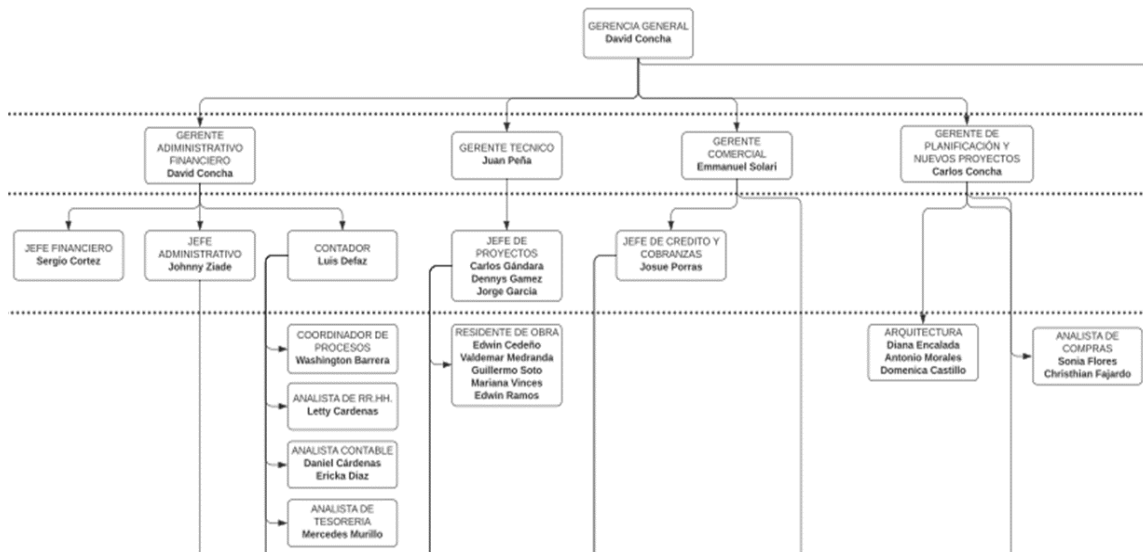 GERENCIA GENERAL
David Concha
GERENTE
ADIMINISTRATIVO
FINANCIERO
David Concha
GERENTE TECNICO
Juan Peña
GERENTE
COMERCIAL
Emmanuel Solari
GERENTE DE
PLANIFICACIÓN Y
NUEVOS PROYECTOS
Carlos Concha
JEFE FINANCIERO
Sergio Cortez
JEFE
ADMINISTRATIVO
Johnny Ziade
CONTADOR
Luis Defaz
JEFE DE
PROYECTOS
Carlos Gándara
Dennys Gamez
Jorge García
JEFE DE CREDITO Y
COBRANZAS
Josue Porras
COORDINADOR DE
PROCESOS
Washington Barrera
RESIDENTE DE OBRA
Edwin Cedeño
Valdemar Medranda
Guillermo Soto
Mariana Vinces
Edwin Ramos
ARQUITECTURA
Diana Encalada
Antonio Morales
Domenica Castillo
ANALISTA DE
COMPRAS
Sonia Flores
Christhian Fajardo
ANALISTA DE RR.HH.
Letty Cardenas
ANALISTA CONTABLE
Daniel Cárdenas
Ericka Diaz
ANALISTA DE
TESORERIA
Mercedes Murillo